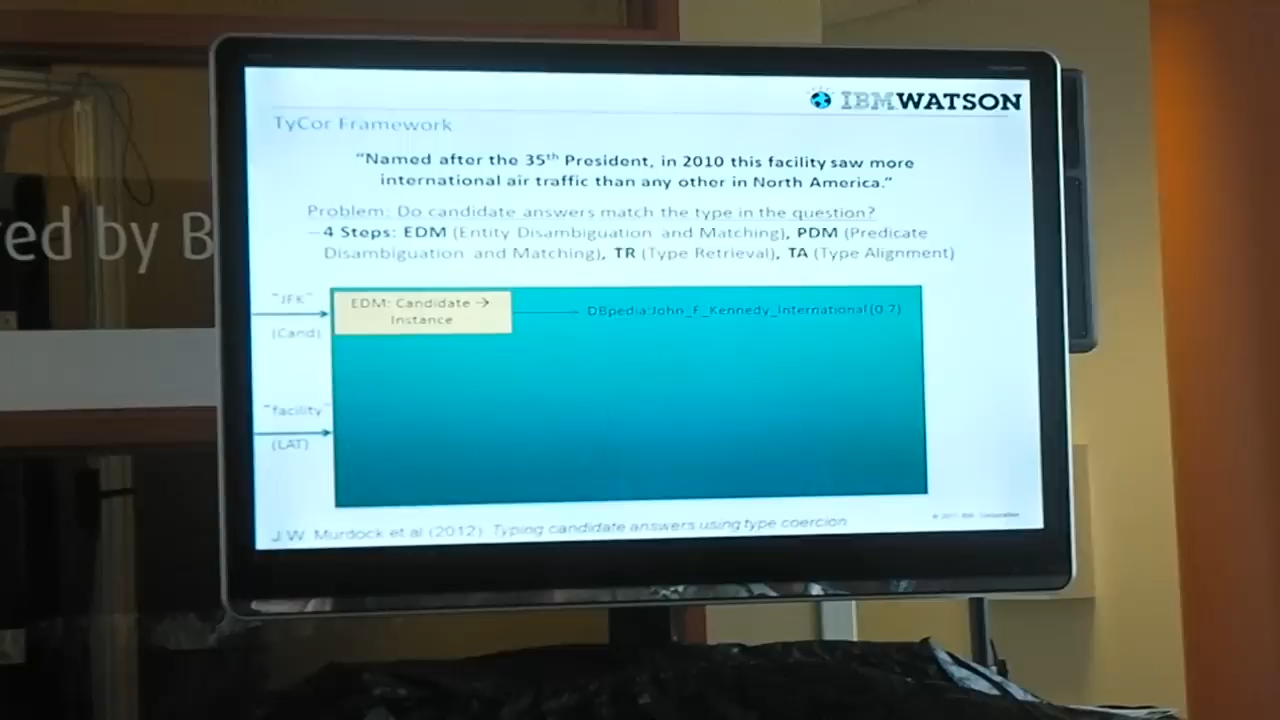 IBMWATSON
TyCor Framework
"Named after the 35th President, in 2010 this facility saw more
international air traffic than any other in North America."
Problem: Do candidate answers match the type in the question?
–4 Steps: EDM (Entity Disambiguation and Matching), PDM (Predicate
Disambiguation and Matching), TR (Type Retrieval), TA (Type Alignment)
"JFK"
(Cand)
EDM: Candidate →
Instance
DBpedia:John_F_Kennedy_International(0.7)
"facility"
(LAT)
J.W. Murdock et al (2012). Typing candidate answers using type coercion
ed by B